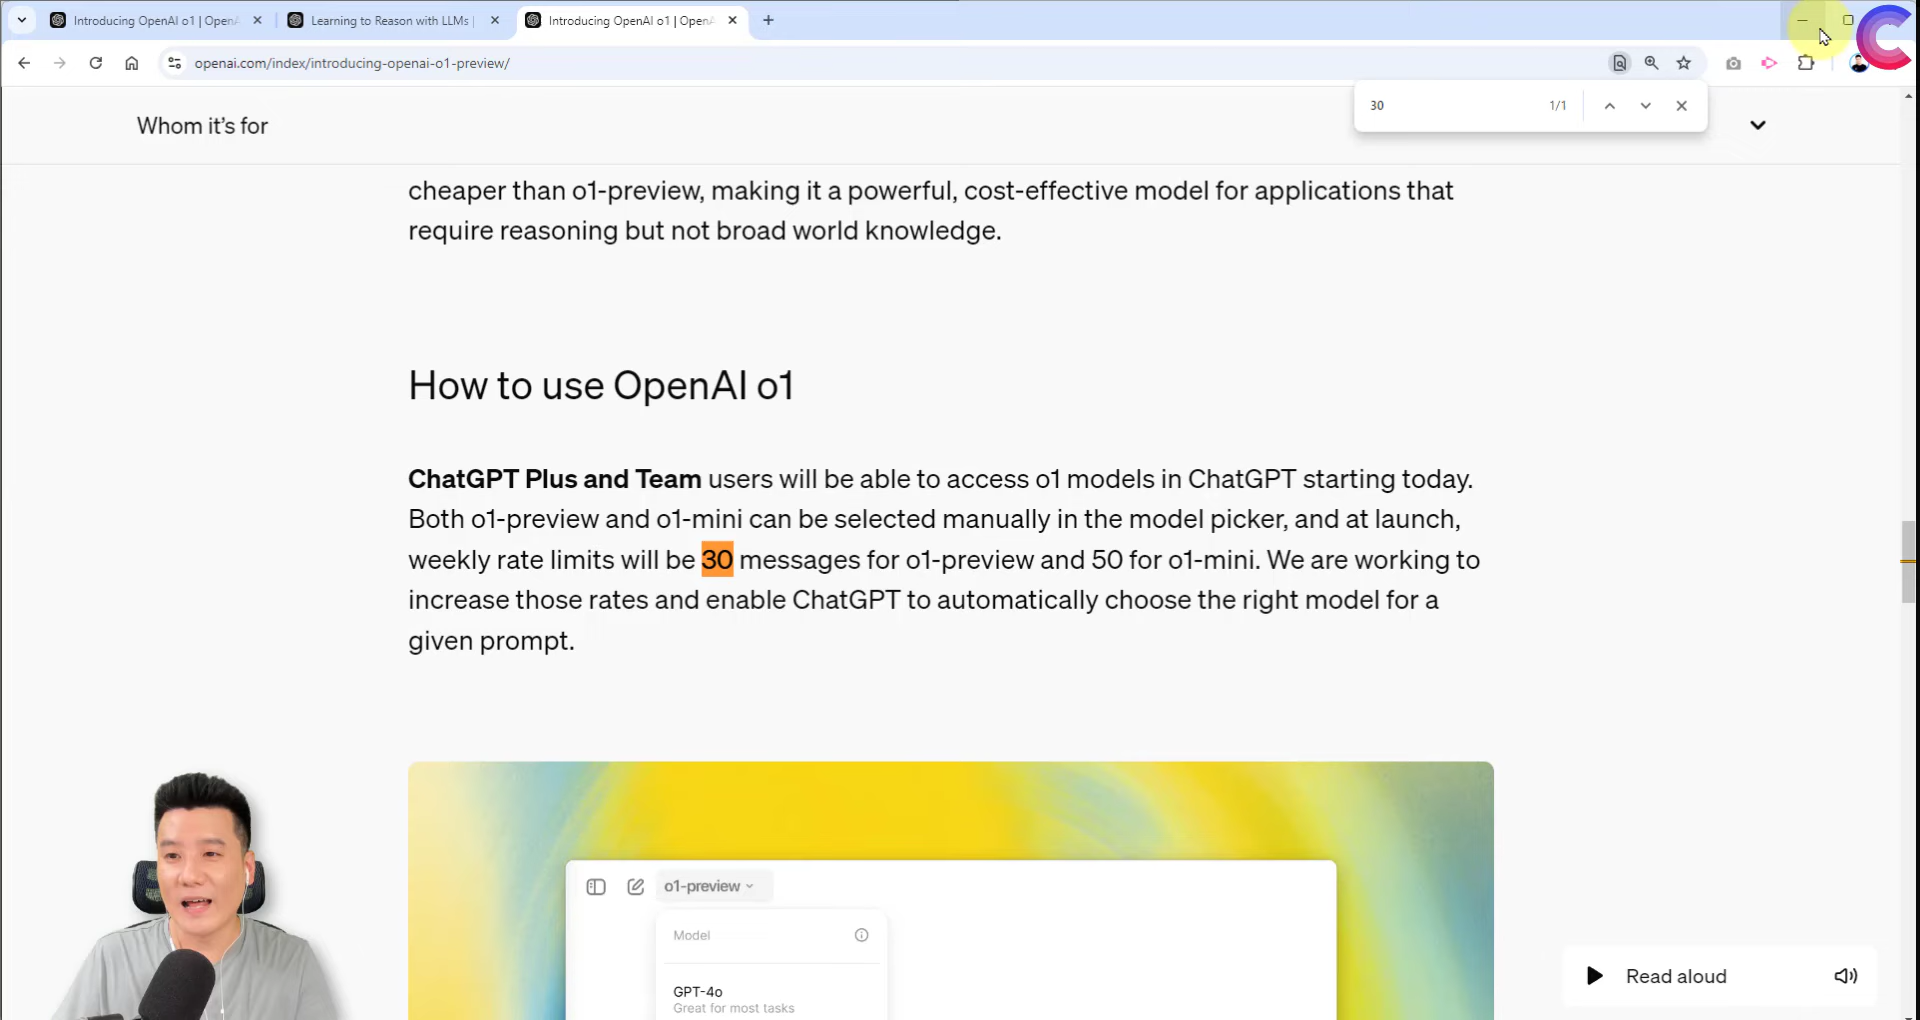 Introducing OpenAI o1 | OpenA
Learning to Reason with LLMs |
Introducing OpenAI o1 | OpenA
openai.com/index/introducing-openai-o1-preview/
30
1/1
Whom it's for
cheaper than o1-preview, making it a powerful, cost-effective model for applications that
require reasoning but not broad world knowledge.
How to use OpenAI o1
ChatGPT Plus and Team users will be able to access o1 models in ChatGPT starting today.
Both o1-preview and o1-mini can be selected manually in the model picker, and at launch,
weekly rate limits will be 30 messages for o1-preview and 50 for o1-mini. We are working to
increase those rates and enable ChatGPT to automatically choose the right model for a
given prompt.
o1-preview
Model
GPT-4o
Great for most tasks
Read aloud